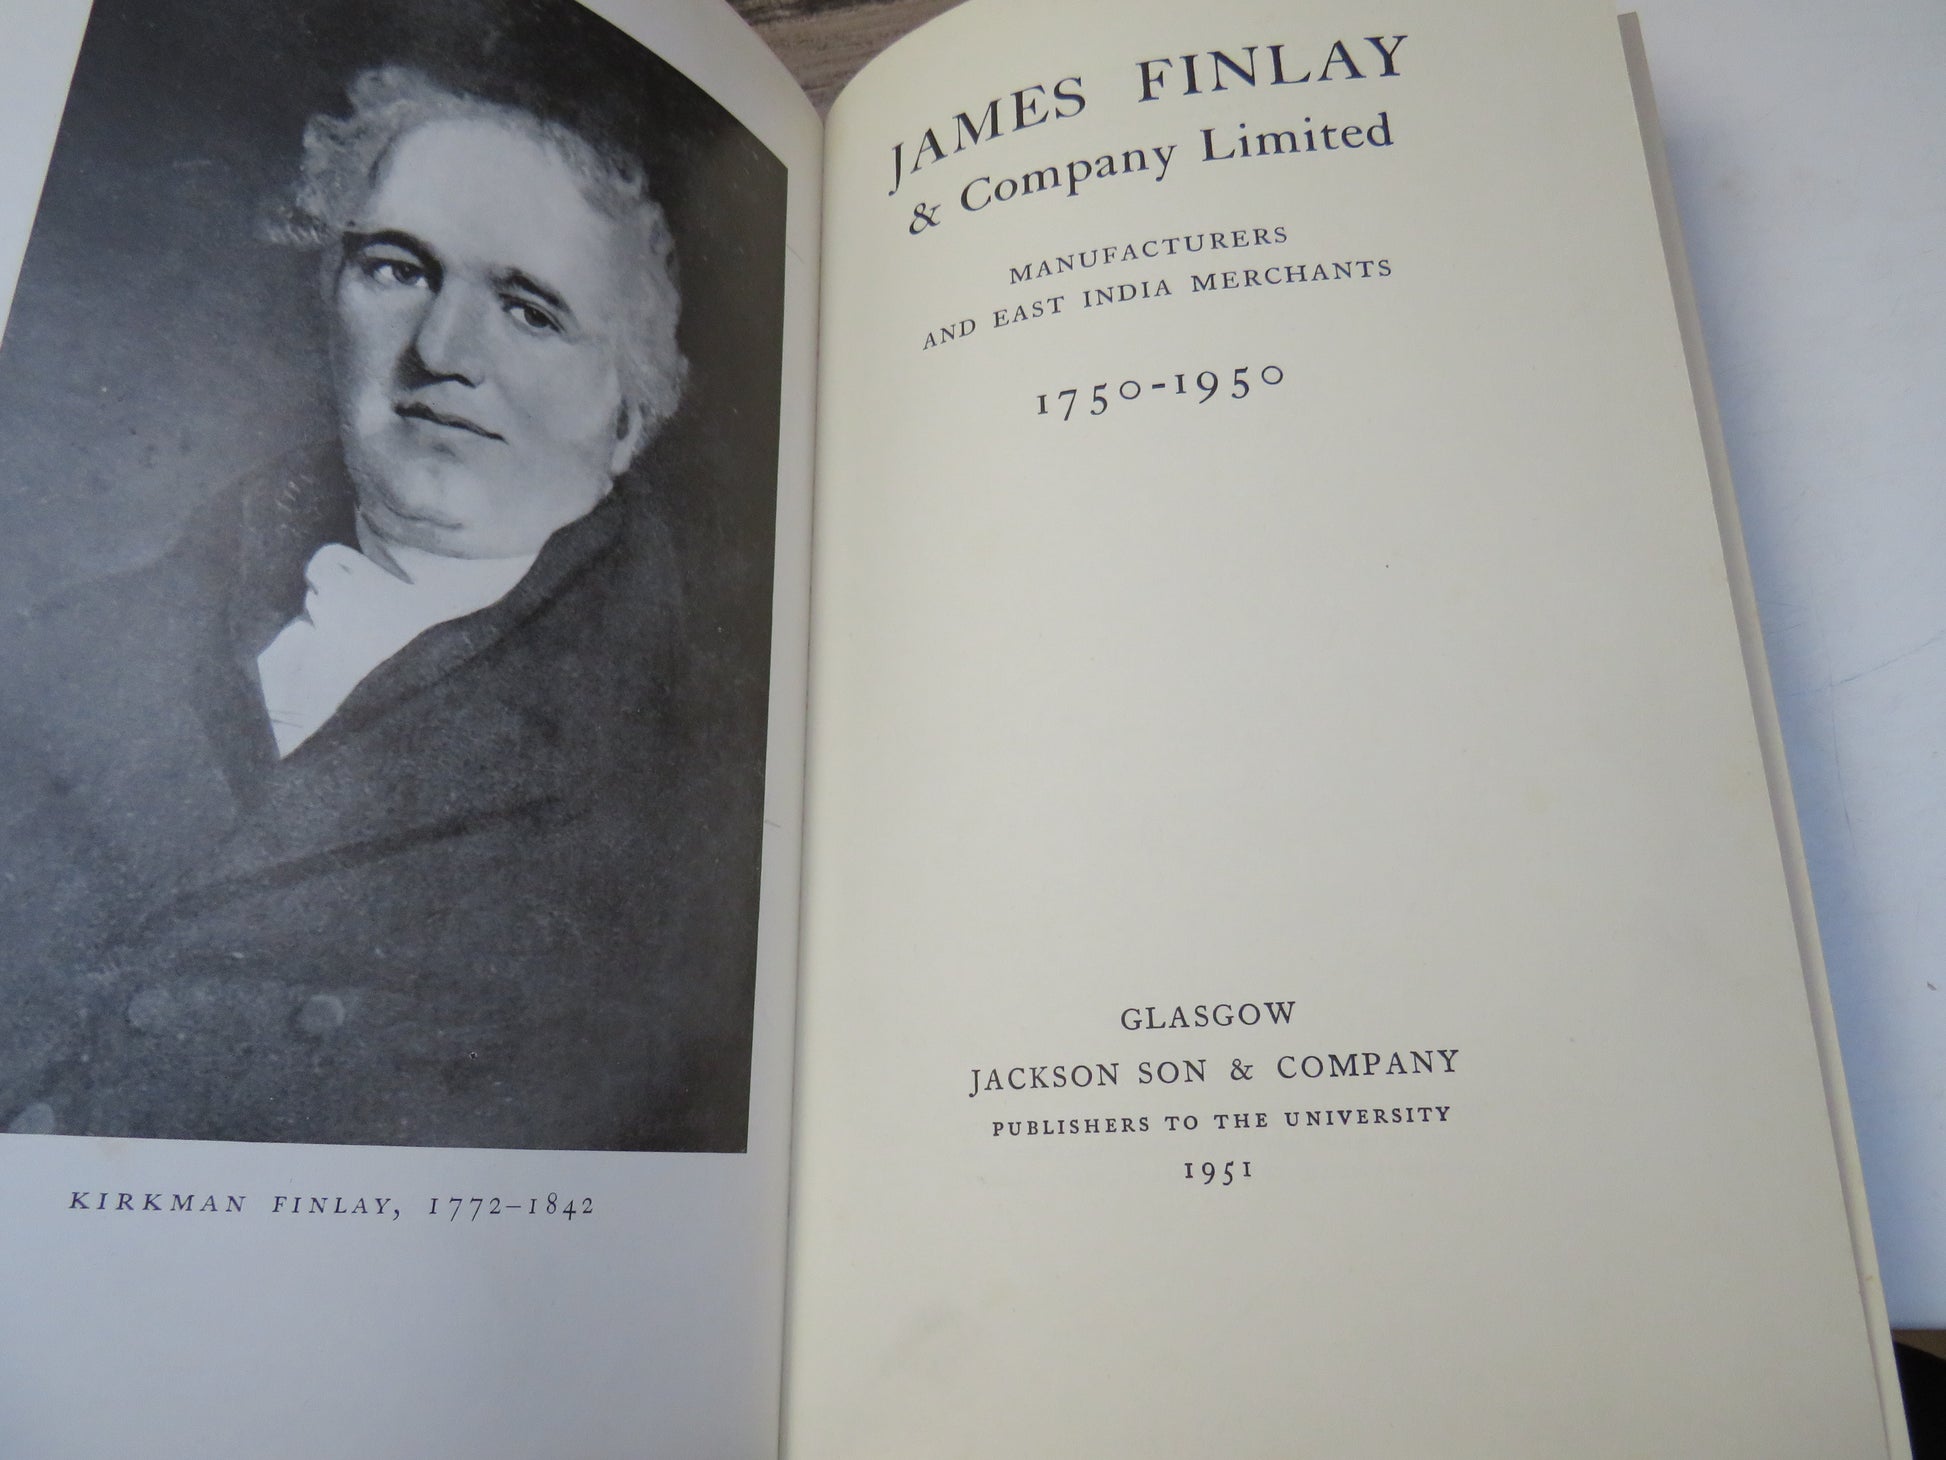 KIRKMAN FINLAY, 1772–1842
JAMES FINLAY
& Company Limited
MANUFACTURERS
AND EAST INDIA MERCHANTS
1750-1950
GLASGOW
JACKSON SON & COMPANY
PUBLISHERS TO THE UNIVERSITY
1951